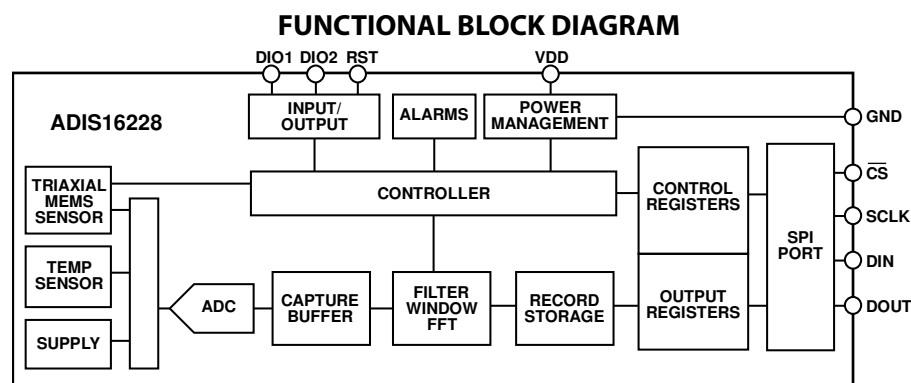 FUNCTIONAL BLOCK DIAGRAM
DIO1 DIO2 RST VDD
ADIS16228
INPUT/
OUTPUT
ALARMS
POWER
MANAGEMENT
GND
TRIAXIAL
MEMS
SENSOR
CONTROLLER
CONTROL
REGISTERS
SPI
PORT
C̅S̅
SCLK
DIN
DOUT
TEMP
SENSOR
SUPPLY
ADC
CAPTURE
BUFFER
FILTER
WINDOW
FFT
RECORD
STORAGE
OUTPUT
REGISTERS